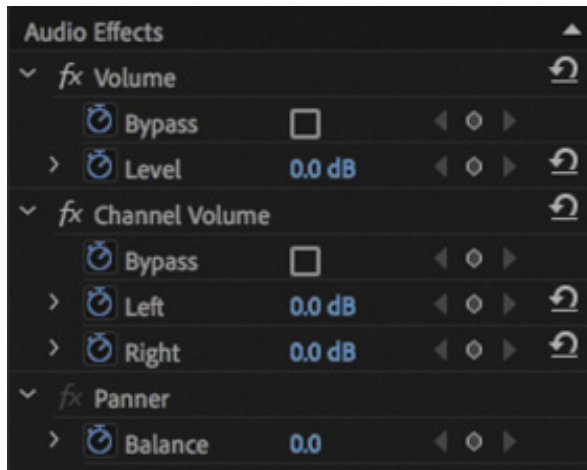 Audio Effects
fx Volume
Bypass
Level 0.0 dB
fx Channel Volume
Bypass
Left 0.0 dB
Right 0.0 dB
fx Panner
Balance 0.0